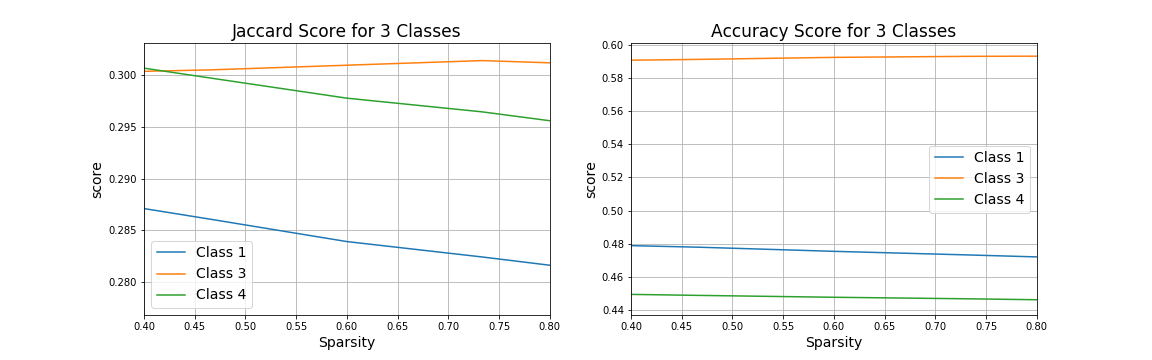 Jaccard Score for 3 Classes
score
0.300
0.295
0.290
0.285
0.280
Class 1
Class 3
Class 4
0.40 0.45 0.50 0.55 0.60 0.65 0.70 0.75 0.80
Sparsity
Accuracy Score for 3 Classes
score
0.60
0.58
0.56
0.54
0.52
0.50
0.48
0.46
0.44
Class 1
Class 3
Class 4
0.40 0.45 0.50 0.55 0.60 0.65 0.70 0.75 0.80
Sparsity